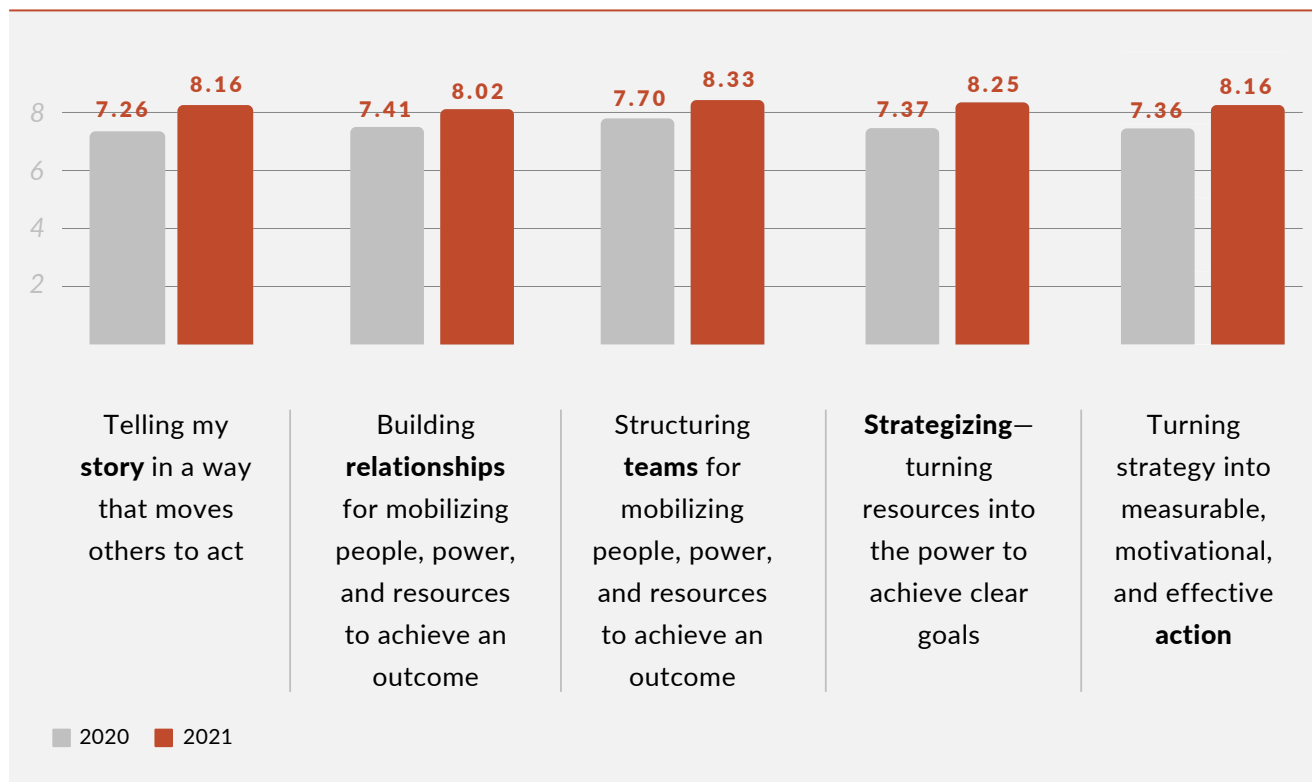 7.26
8.16
7.41
8.02
7.70
8.33
7.37
8.25
7.36
8.16
8
6
4
2
Telling my
story in a way
that moves
others to act
Building
relationships
for mobilizing
people, power,
and resources
to achieve an
outcome
Structuring
teams for
mobilizing
people, power,
and resources
to achieve an
outcome
Strategizing—
turning
resources into
the power to
achieve clear
goals
Turning
strategy into
measurable,
motivational,
and effective
action
2020
2021